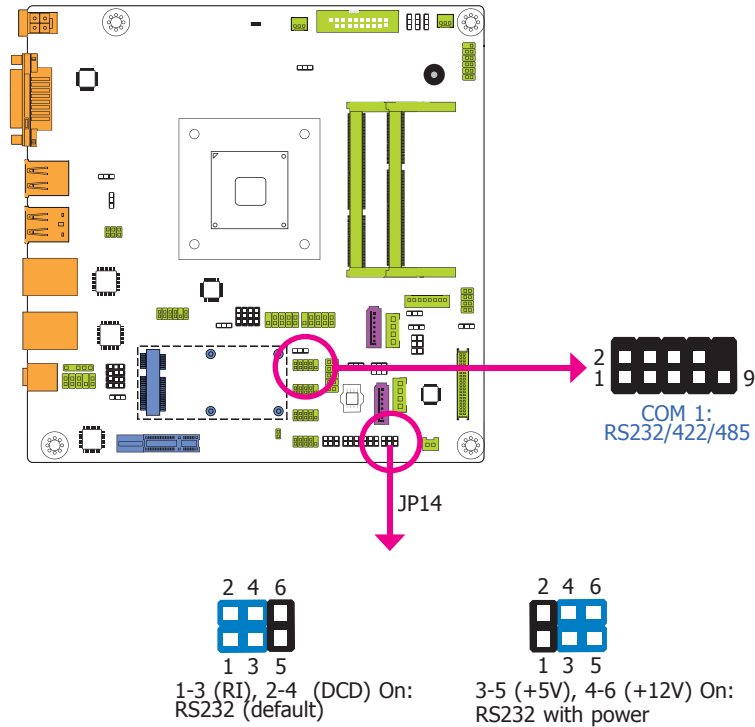 2
1
9
COM 1:
RS232/422/485
JP14
2 4 6
1 3 5
1-3 (RI), 2-4 (DCD) On:
RS232 (default)
2 4 6
1 3 5
3-5 (+5V), 4-6 (+12V) On:
RS232 with power